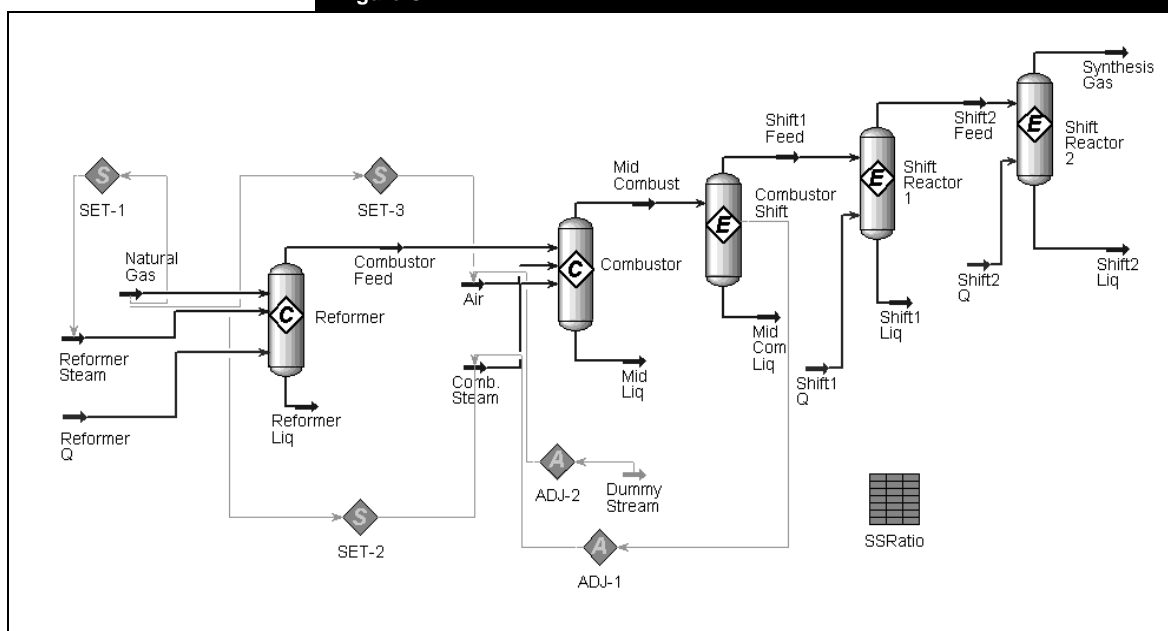 Synthesis
Gas
Shift2
Feed
E
Shift
Reactor
2
Shift1
Feed
E
Shift
Reactor
1
Mid
Combust
Combustor
Shift
E
S
SET-1
S
SET-3
Natural
Gas
Combustor
Feed
C
Combustor
Air
C
Reformer
Shift2
Q
Shift2
Liq
Shift1
Liq
Mid
Com
Liq
Reformer
Steam
Comb.
Steam
Mid
Liq
Shift1
Q
Reformer
Q
Reformer
Liq
A
ADJ-2
Dummy
Stream
S
SET-2
A
ADJ-1
SSRatio